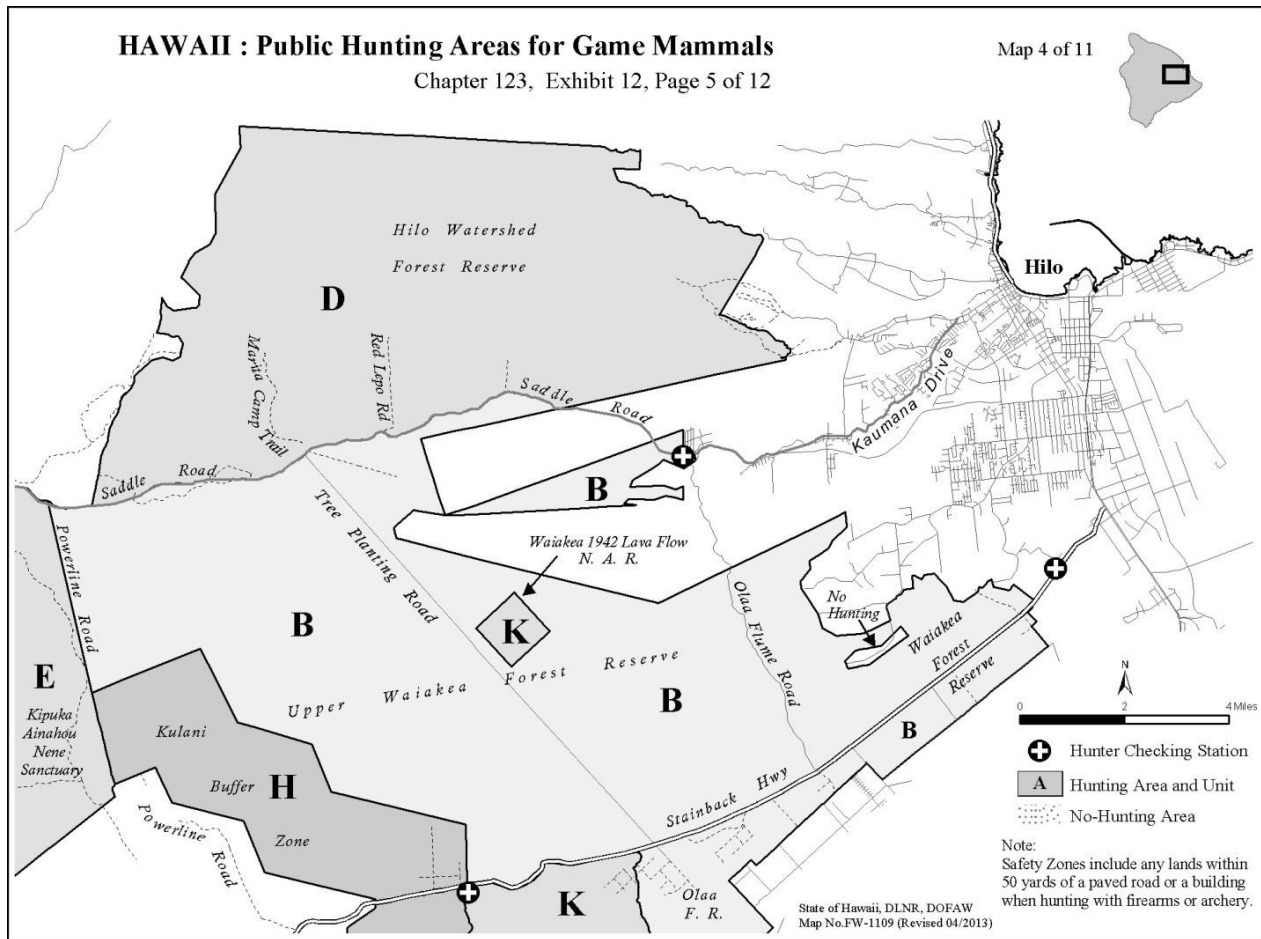 HAWAII : Public Hunting Areas for Game Mammals
Chapter 123, Exhibit 12, Page 5 of 12
Map 4 of 11
Hilo Watershed
Forest Reserve
D
Hilo
Marita Camp Trail
Red Lepo Rd
Saddle Road
Kaumana Drive
Saddle Road
B
Powerline Road
Tree Planting Road
Waiakea 1942 Lava Flow
N. A. R.
Olaa Flume Road
No
Hunting
Waiakea
Forest
Reserve
B
K
E
Kipuka
Ainahou
Nene
Sanctuary
Upper Waiakea Forest Reserve
B
B
Kulani
Buffer
Zone
H
Powerline Road
Stainback Hwy
K
Olaa
F. R.
N
0 2 4 Miles
Hunter Checking Station
A Hunting Area and Unit
No-Hunting Area
Note:
Safety Zones include any lands within
50 yards of a paved road or a building
when hunting with firearms or archery.
State of Hawaii, DLNR, DOFAW
Map No.FW-1109 (Revised 04/2013)